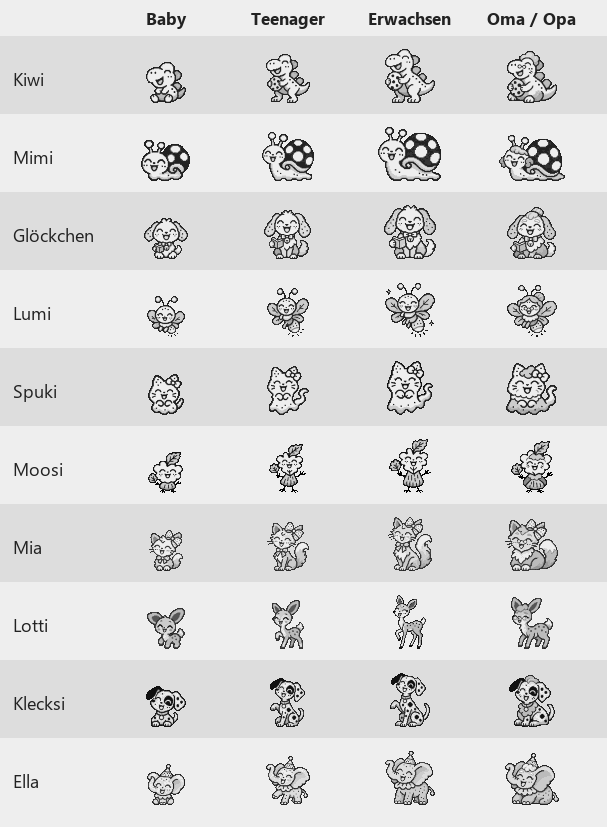 Baby Teenager Erwachsen Oma / Opa
Kiwi
Mimi
Glöckchen
Lumi
Spuki
Moosi
Mia
Lotti
Klecksi
Ella